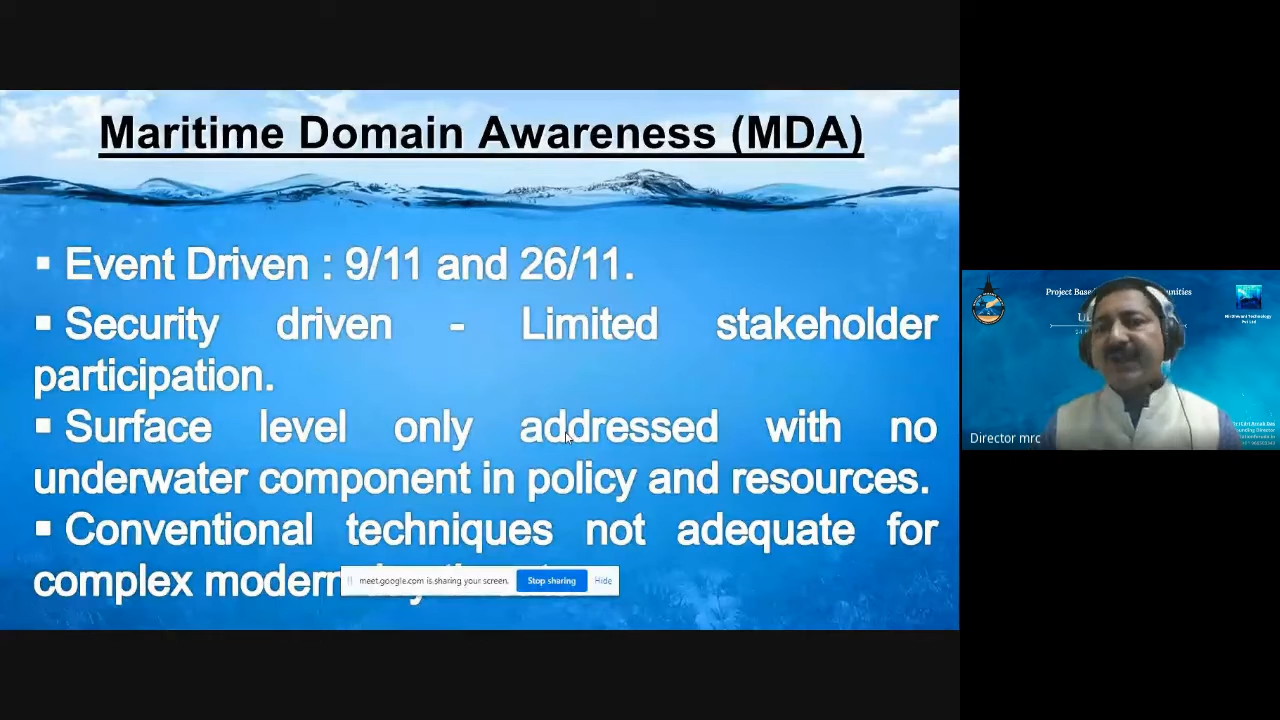 Maritime Domain Awareness (MDA)
▪ Event Driven : 9/11 and 26/11.
▪ Security driven - Limited stakeholder
participation.
▪ Surface level only addressed with no
underwater component in policy and resources.
▪ Conventional techniques not adequate for
complex modern
meet.google.com is sharing your screen. Stop sharing Hide
Project
Director mrc